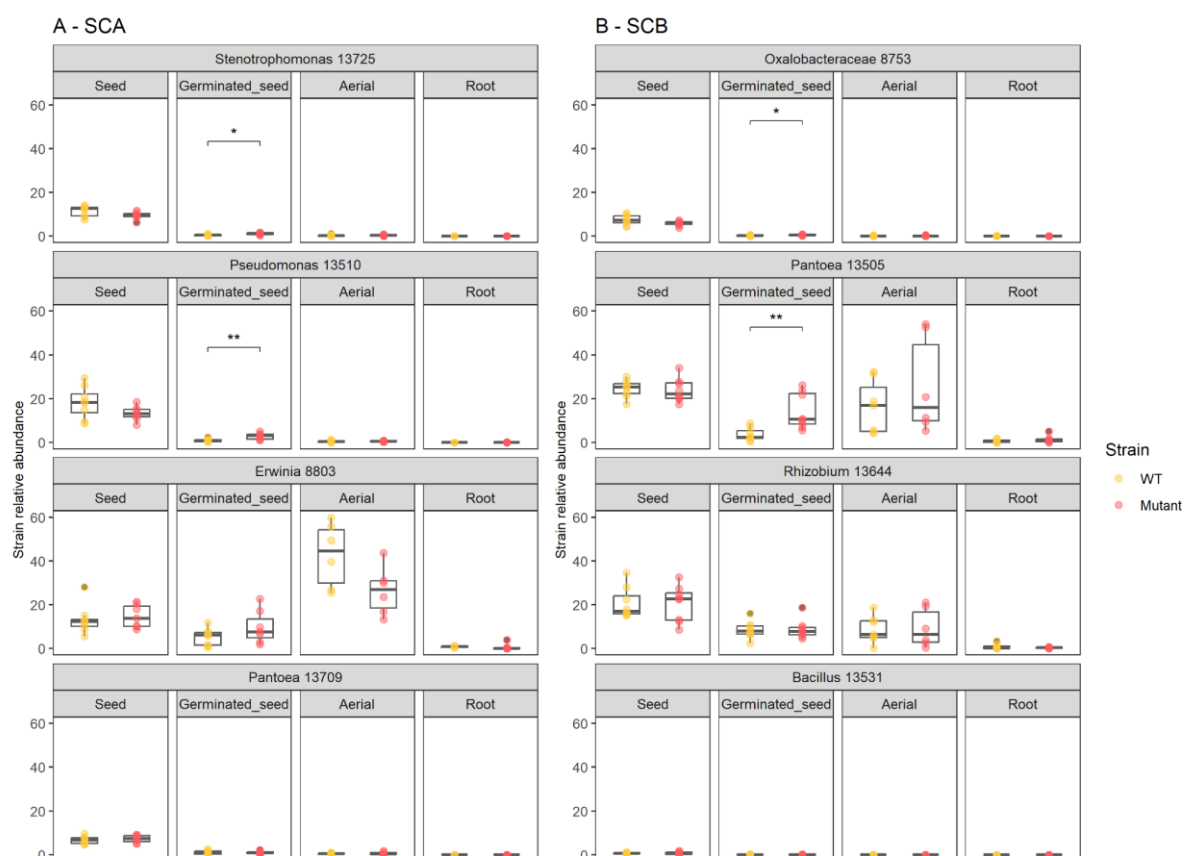 A - SCA
Stenotrophomonas 13725
Seed Germinated_seed Aerial Root
60
40
20
0
*
Pseudomonas 13510
Seed Germinated_seed Aerial Root
60
40
20
0
**
Erwinia 8803
Seed Germinated_seed Aerial Root
60
40
20
0
Pantoea 13709
Seed Germinated_seed Aerial Root
60
40
20
0
Strain relative abundance
B - SCB
Oxalobacteraceae 8753
Seed Germinated_seed Aerial Root
60
40
20
0
*
Pantoea 13505
Seed Germinated_seed Aerial Root
60
40
20
0
**
Rhizobium 13644
Seed Germinated_seed Aerial Root
60
40
20
0
Bacillus 13531
Seed Germinated_seed Aerial Root
60
40
20
0
Strain relative abundance
Strain
WT
Mutant